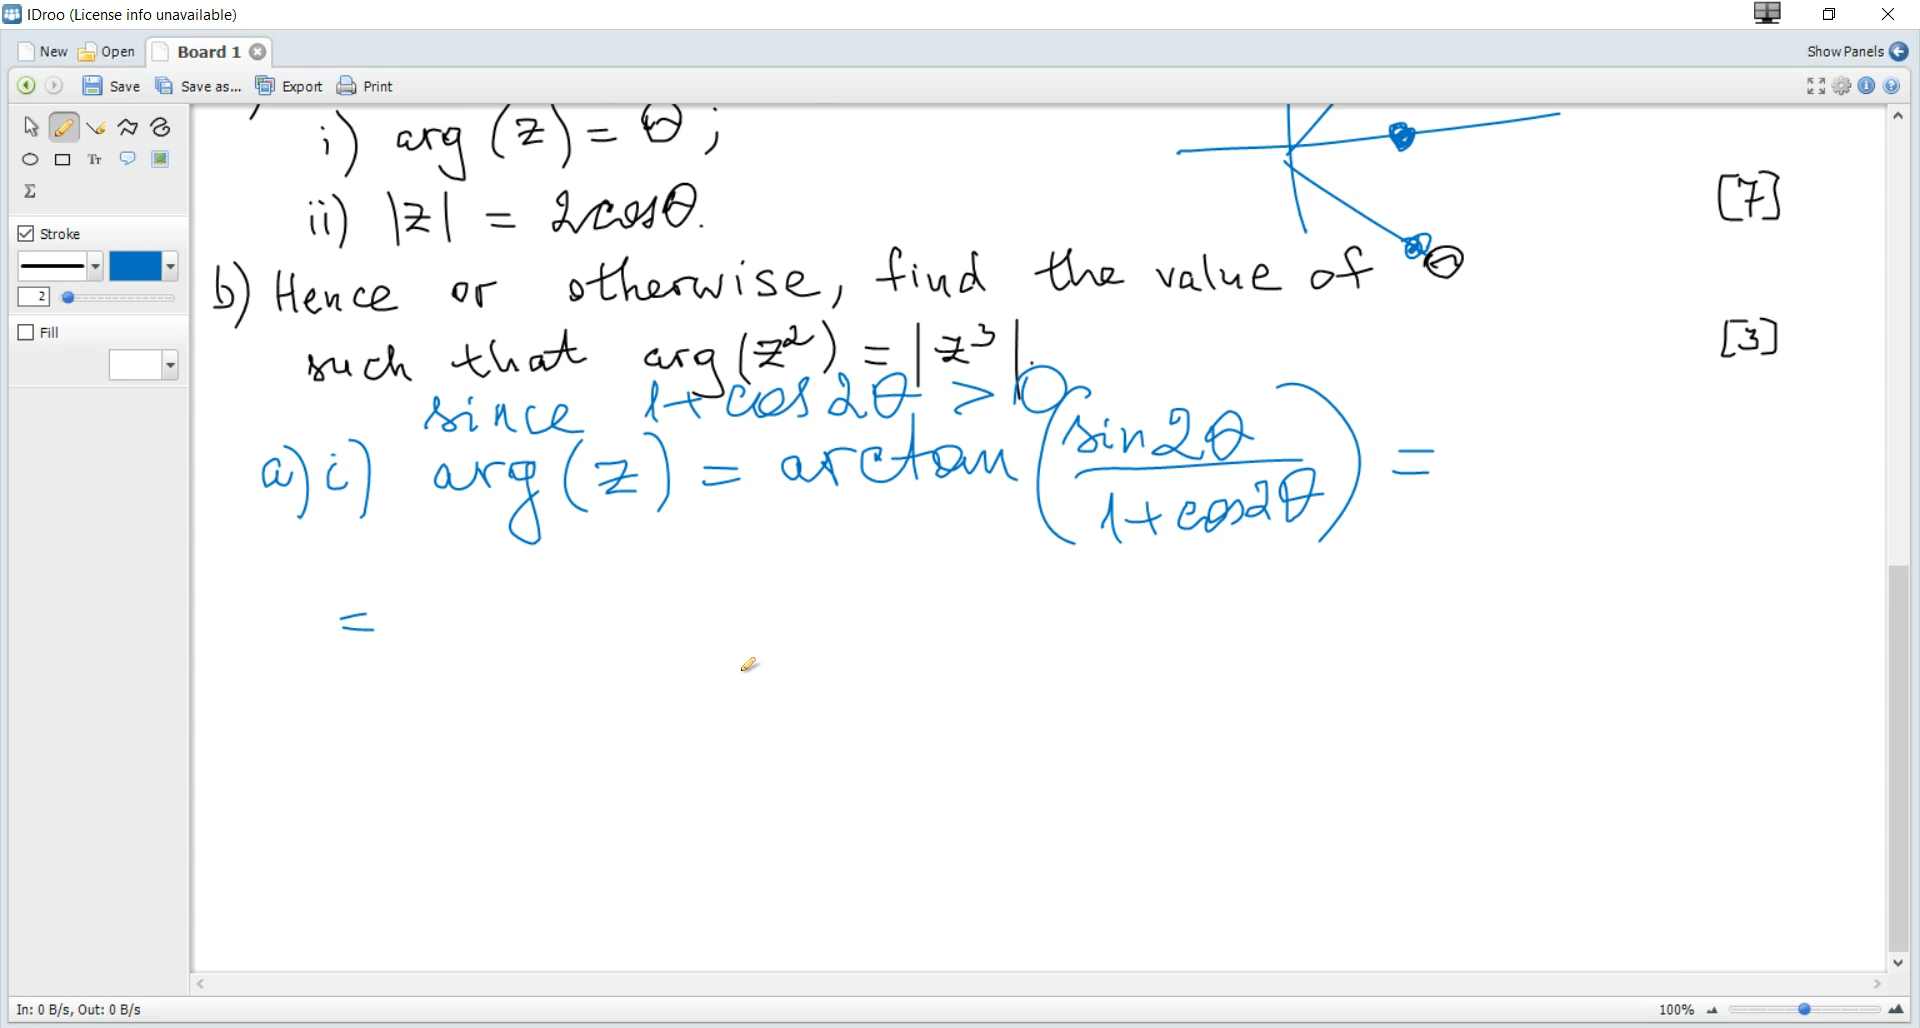 IDroo (License info unavailable)
New Open Board 1 Show Panels
Save Save as... Export Print
i) arg (z) = θ ;
ii) |z| = 2cosθ.
[7]
b) Hence or otherwise, find the value of θ
such that arg(z²) = |z³|.
[3]
since 1+cos2θ > 0
a) i) arg(z) = arctan(sin2θ/1+cos2θ) =
=
Tт
Σ
Stroke
2
Fill
In: 0 B/s, Out: 0 B/s
100%